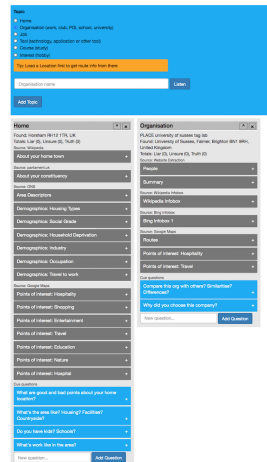 Topic
Home
Organisation (work, club, POI, school, university)
Job
Tool (technology, application or other tool)
Course (study)
Interest (hobby)
Tip: Load a Location first to get route info from there
Organisation name
Listen
Add Topic
Home
Found: Horsham RH12 1TR, UK
Totals: Liar (0), Unsure (0), Truth (0)
Source: Wikipedia
About your home town +
Source: parliament.uk
About your constituency +
Source: ONS
Area Descriptors +
Demographics: Housing Types +
Demographics: Social Grade +
Demographics: Household Deprivation +
Demographics: Industry +
Demographics: Occupation +
Demographics: Travel to work +
Source: Google Maps
Points of Interest: Hospitality +
Points of Interest: Shopping +
Points of Interest: Entertainment +
Points of Interest: Travel +
Points of Interest: Education +
Points of Interest: Nature +
Points of Interest: Hospital +
Cue questions
What are good and bad points about your home
location? +
What's the area like? Housing? Facilities?
Countryside? +
Do you have kids? Schools? +
What's work like in the area? +
New question...
Add Question
Organisation
PLACE university of sussex tag lab
Found: University of Sussex, Falmer, Brighton BN1 9RH,
United Kingdom
Totals: Liar (0), Unsure (0), Truth (0)
Source: Website Extraction
People +
Summary +
Source: Wikipedia Infobox
Wikipedia Infobox +
Source: Bing Infobox
Bing Infobox 1 +
Source: Google Maps
Routes +
Points of Interest: Hospitality +
Points of Interest: Travel +
Cue questions
Compare this org with others? Similarities?
Differences? +
Why did you choose this company? +
New question...
Add Question